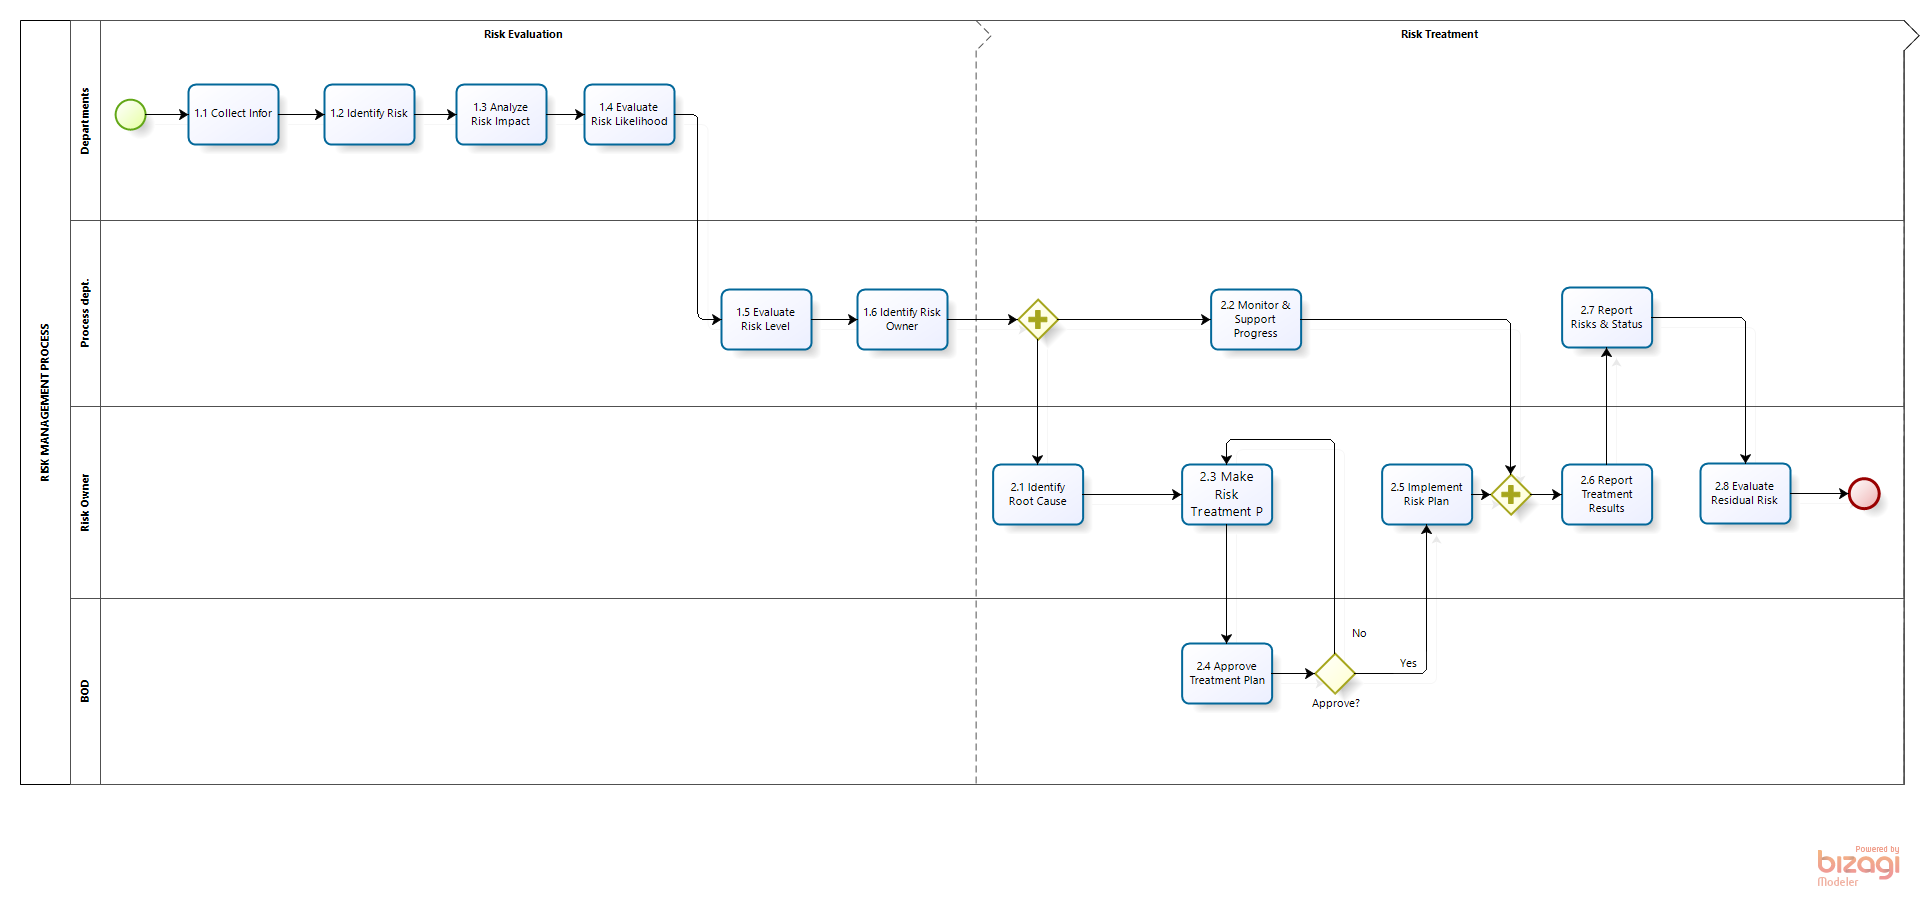 RISK MANAGEMENT PROCESS
Risk Evaluation
Risk Treatment
Departments
1.1 Collect Infor
1.2 Identify Risk
1.3 Analyze
Risk Impact
1.4 Evaluate
Risk Likelihood
Process dept.
1.5 Evaluate
Risk Level
1.6 Identify Risk
Owner
2.2 Monitor &
Support
Progress
2.7 Report
Risks & Status
Risk Owner
2.1 Identify
Root Cause
2.3 Make
Risk
Treatment P
2.5 Implement
Risk Plan
2.6 Report
Treatment
Results
2.8 Evaluate
Residual Risk
BOD
2.4 Approve
Treatment Plan
Approve?
No
Yes
Powered by
bizagi
Modeler